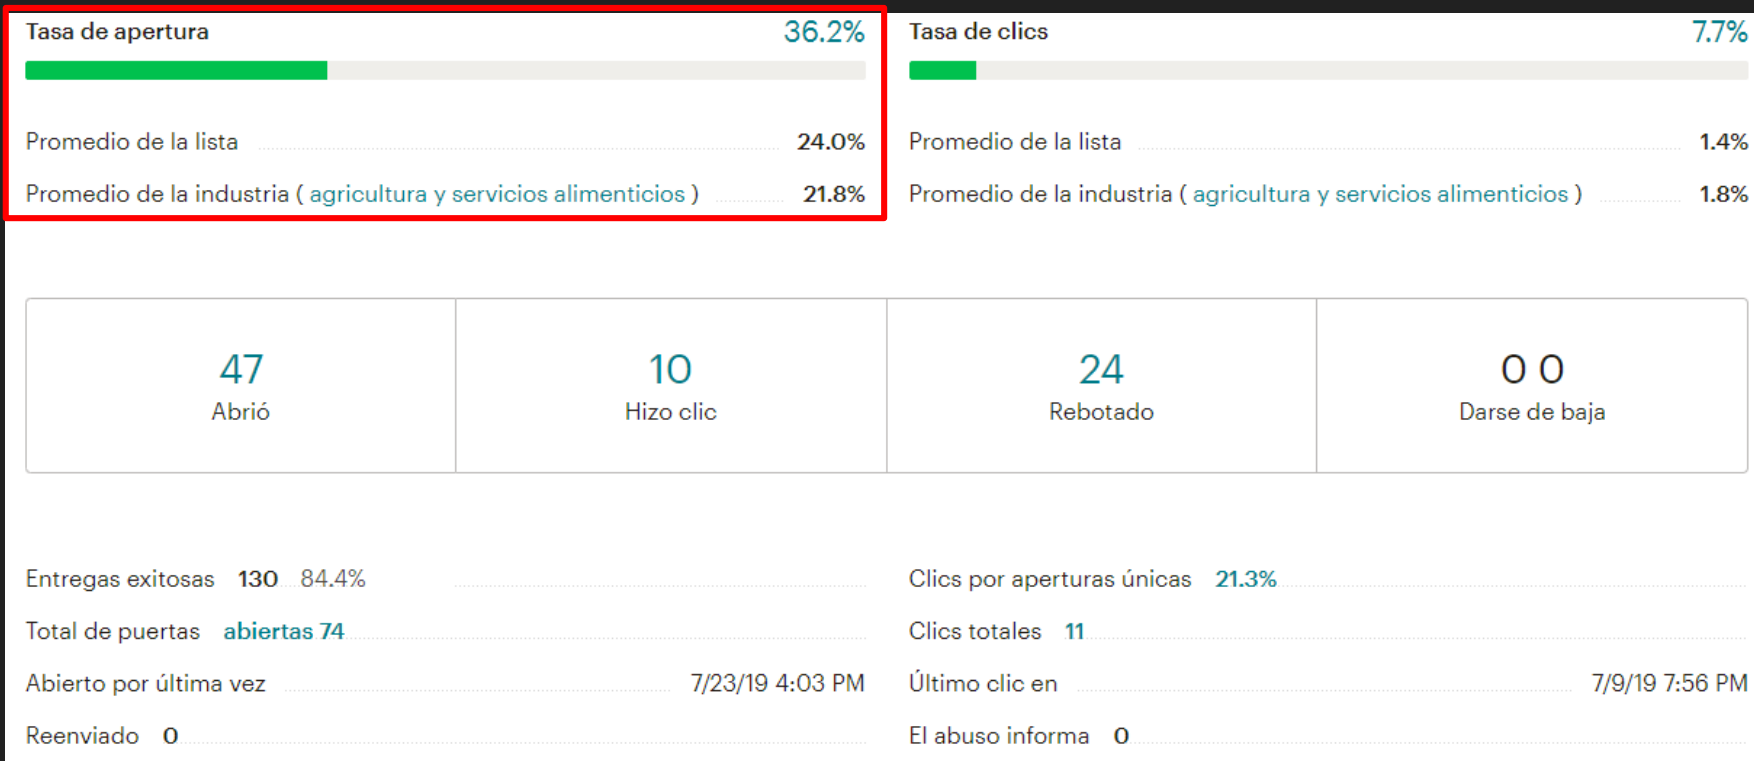 Tasa de apertura 36.2%
Tasa de clics 7.7%
Promedio de la lista 24.0%
Promedio de la lista 1.4%
Promedio de la industria ( agricultura y servicios alimenticios ) 21.8%
Promedio de la industria ( agricultura y servicios alimenticios ) 1.8%
47
Abrió
10
Hizo clic
24
Rebotado
0 0
Darse de baja
Entregas exitosas 130 84.4%
Clics por aperturas únicas 21.3%
Total de puertas abiertas 74
Clics totales 11
Abierto por última vez 7/23/19 4:03 PM
Último clic en 7/9/19 7:56 PM
Reenviado 0
El abuso informa 0